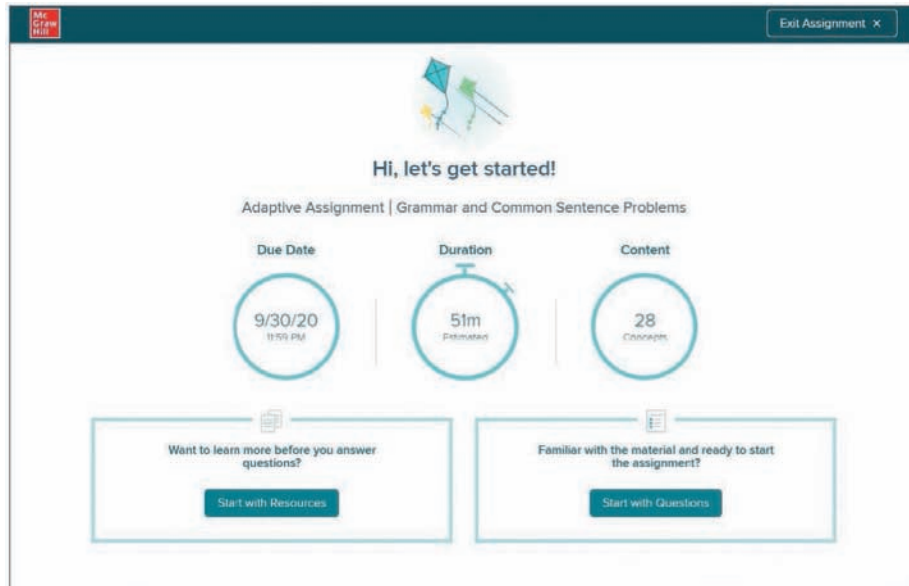 Mc
Graw
Hill
Exit Assignment ×
Hi, let's get started!
Adaptive Assignment | Grammar and Common Sentence Problems
Due Date
Duration
Content
9/30/20
11:59 PM
51m
Estimated
28
Concepts
Want to learn more before you answer
questions?
Start with Resources
Familiar with the material and ready to start
the assignment?
Start with Questions